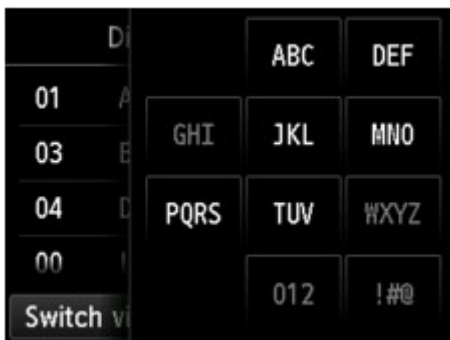 Di
ABC DEF
01 A
GHI JKL MNO
03 B
04 D
PQRS TUV WXYZ
00 !
012 !#@
Switch vi